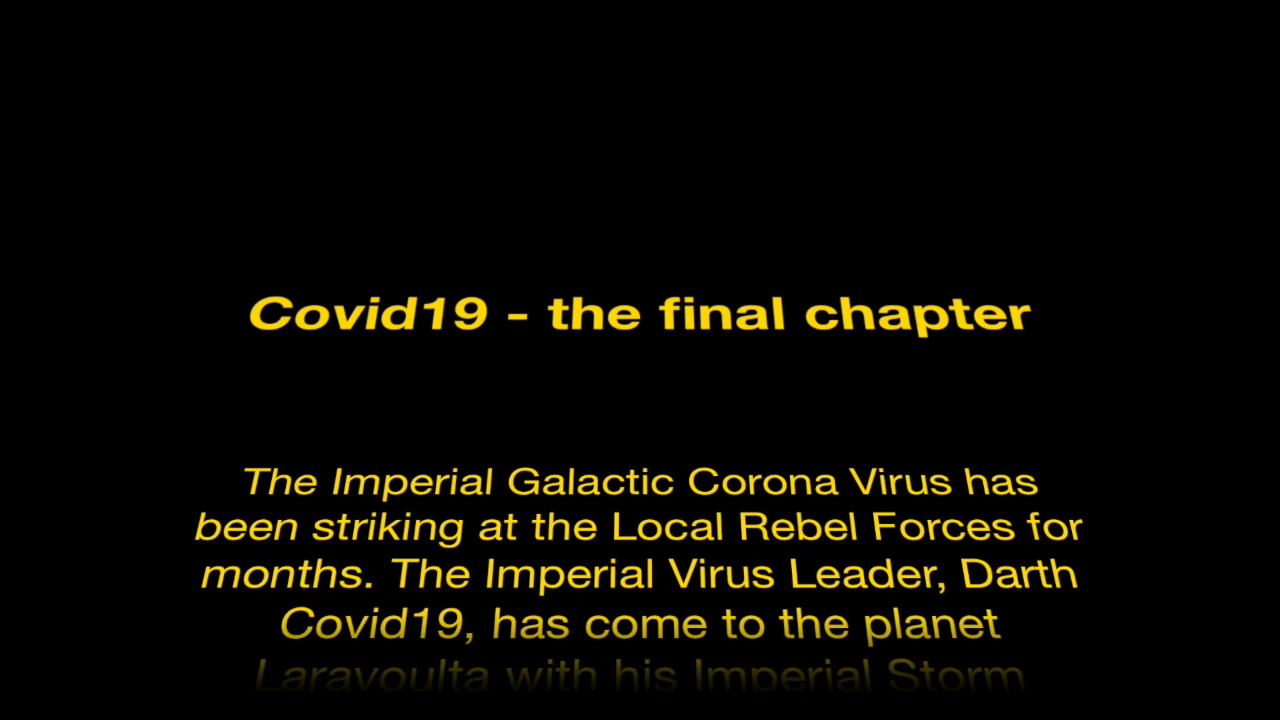 Covid19 - the final chapter
The Imperial Galactic Corona Virus has
been striking at the Local Rebel Forces for
months. The Imperial Virus Leader, Darth
Covid19, has come to the planet
Laravoulta with his Imperial Storm